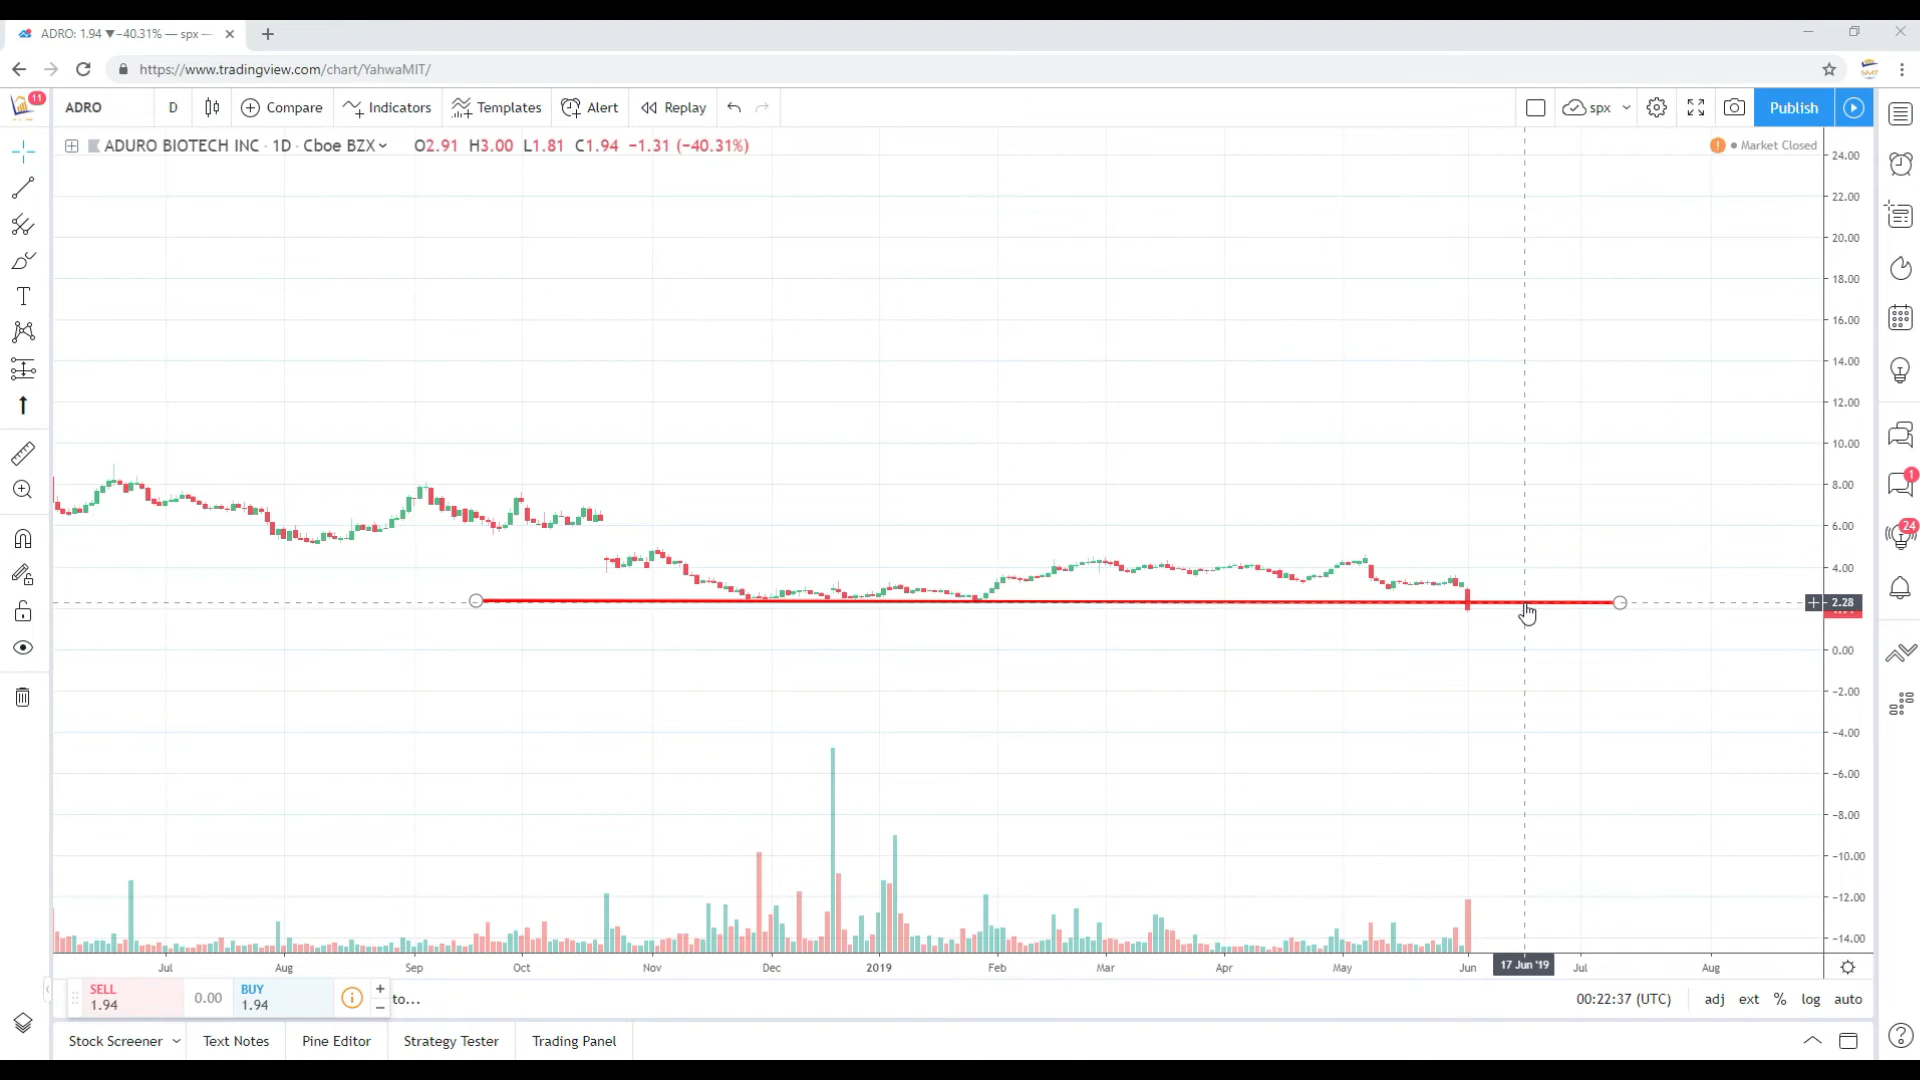 ADRO: 1.94 ▼−40.31% — spx —
https://www.tradingview.com/chart/YahwaMIT/
SMT
11
ADRO
D
Compare
Indicators
Templates
Alert
Replay
spx
Publish
ADURO BIOTECH INC · 1D · Cboe BZX
O2.91 H3.00 L1.81 C1.94 −1.31 (−40.31%)
Market Closed
24.00
22.00
20.00
18.00
16.00
14.00
12.00
10.00
8.00
6.00
4.00
2.28
0.00
−2.00
−4.00
−6.00
−8.00
−10.00
−12.00
−14.00
1
24
Jul Aug Sep Oct Nov Dec 2019 Feb Mar Apr May Jun 17 Jun '19 Jul Aug
SELL
1.94
0.00
BUY
1.94
to...
00:22:37 (UTC)
adj ext % log auto
Stock Screener
Text Notes
Pine Editor
Strategy Tester
Trading Panel